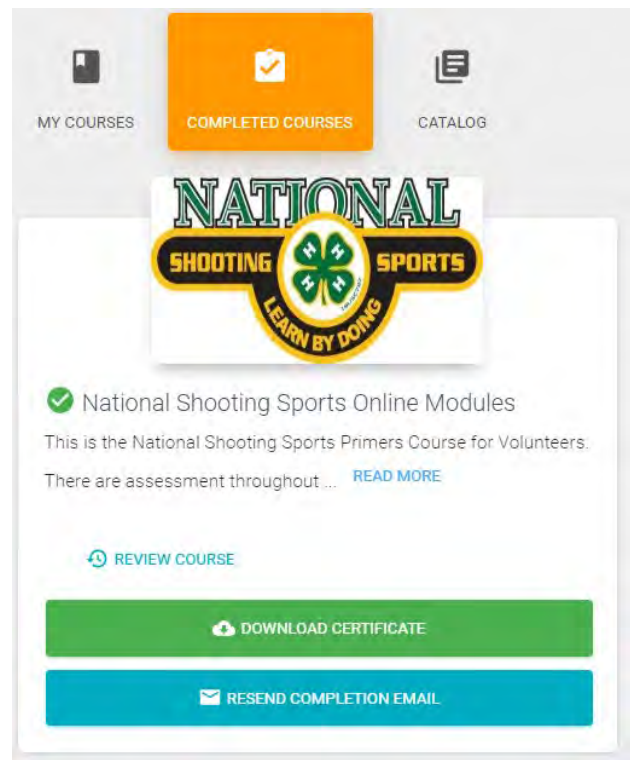 MY COURSES
COMPLETED COURSES
CATALOG
NATIONAL
SHOOTING SPORTS
H H
H H
LEARN BY DOING
National Shooting Sports Online Modules
This is the National Shooting Sports Primers Course for Volunteers.
There are assessment throughout ... READ MORE
REVIEW COURSE
DOWNLOAD CERTIFICATE
RESEND COMPLETION EMAIL